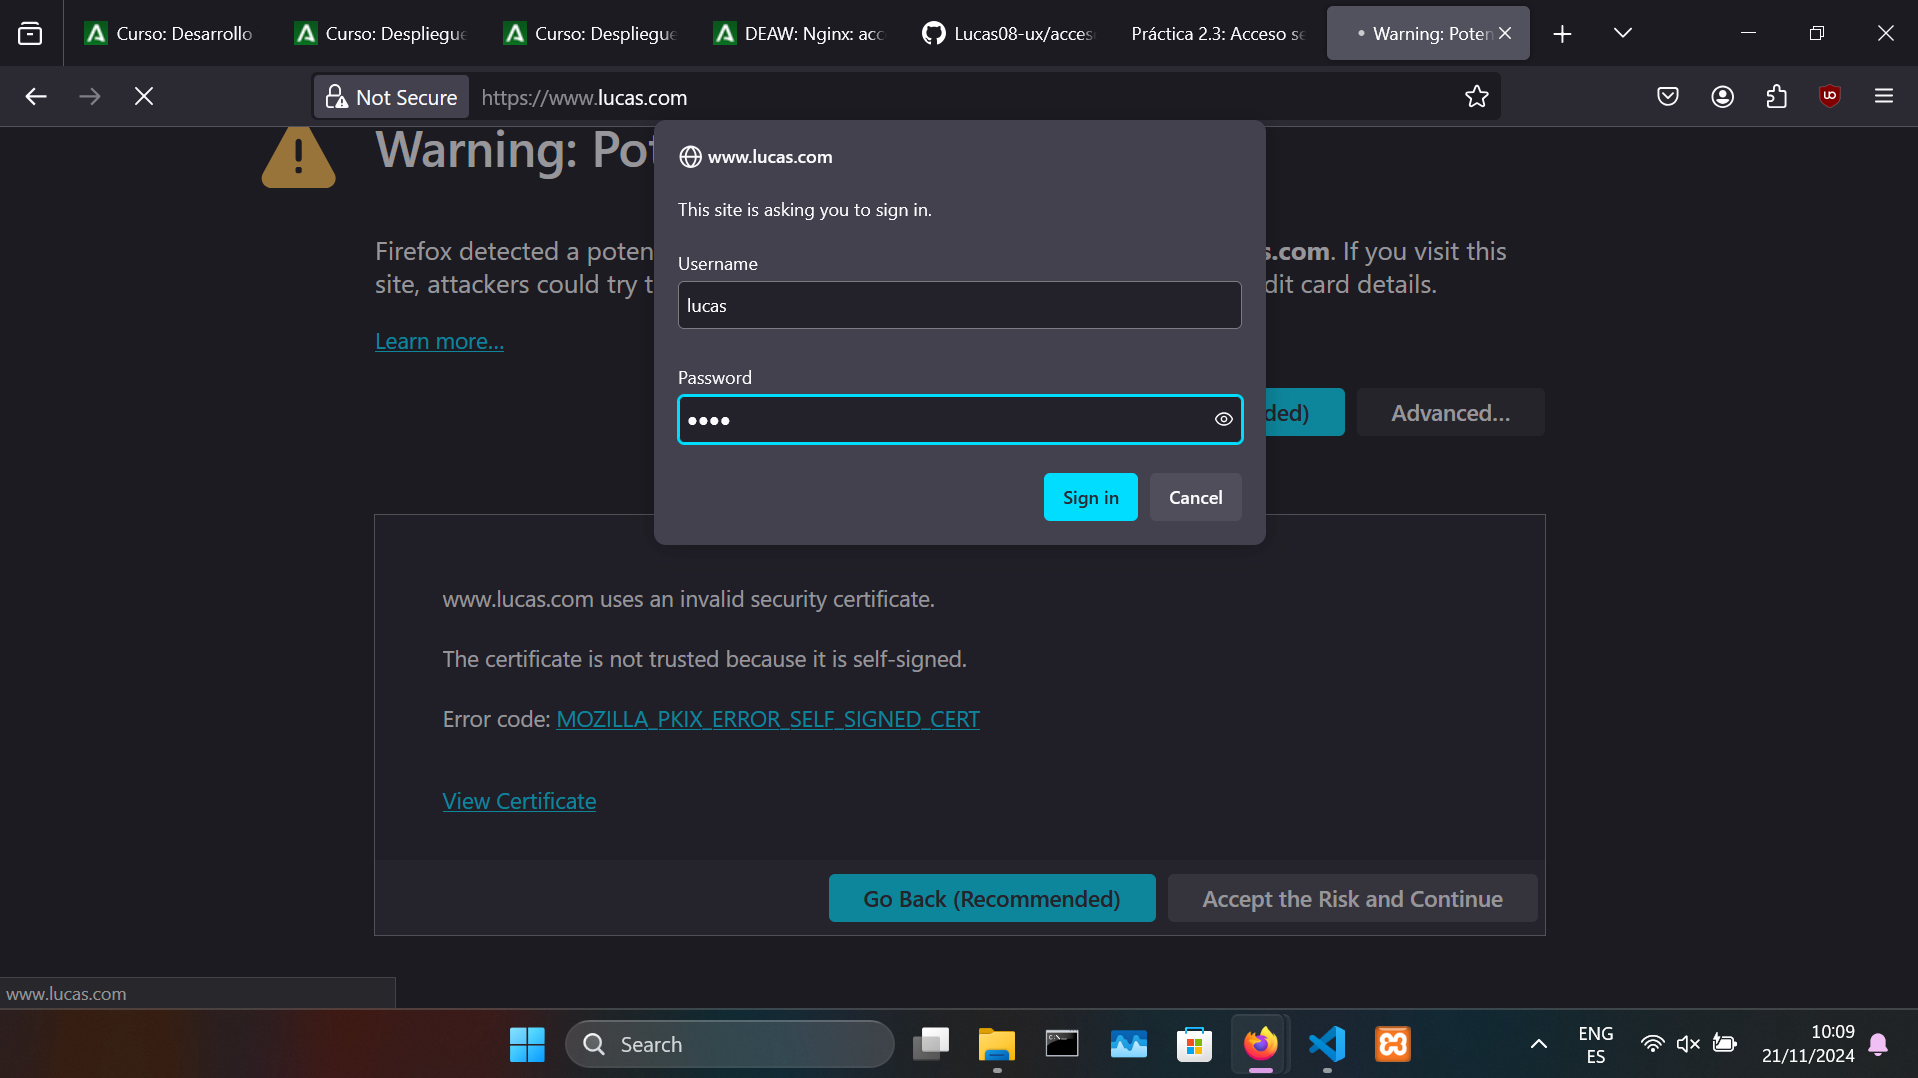 Curso: Desarrollo
Curso: Despliegue
Curso: Despliegue
DEAW: Nginx: acc
Lucas08-ux/acces
Práctica 2.3: Acceso se
Warning: Poten
Not Secure
https://www.lucas.com
Warning: Pot
www.lucas.com
This site is asking you to sign in.
Firefox detected a poten
s.com. If you visit this
site, attackers could try t
dit card details.
Username
lucas
Learn more...
Password
●●●●
ded)
Advanced...
Sign in
Cancel
www.lucas.com uses an invalid security certificate.
The certificate is not trusted because it is self-signed.
Error code: MOZILLA_PKIX_ERROR_SELF_SIGNED_CERT
View Certificate
Go Back (Recommended)
Accept the Risk and Continue
www.lucas.com
Search
ENG
ES
10:09
21/11/2024